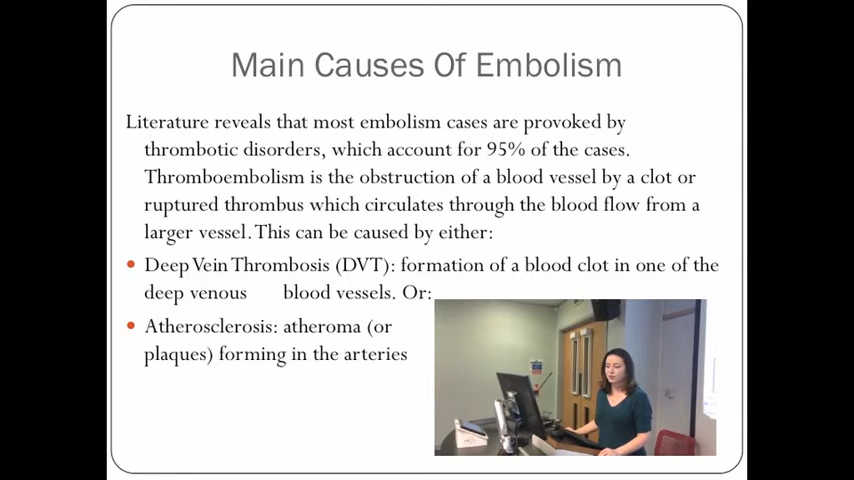 Main Causes Of Embolism
Literature reveals that most embolism cases are provoked by
thrombotic disorders, which account for 95% of the cases.
Thromboembolism is the obstruction of a blood vessel by a clot or
ruptured thrombus which circulates through the blood flow from a
larger vessel. This can be caused by either:
• Deep Vein Thrombosis (DVT): formation of a blood clot in one of the
deep venous blood vessels. Or:
• Atherosclerosis: atheroma (or
plaques) forming in the arteries